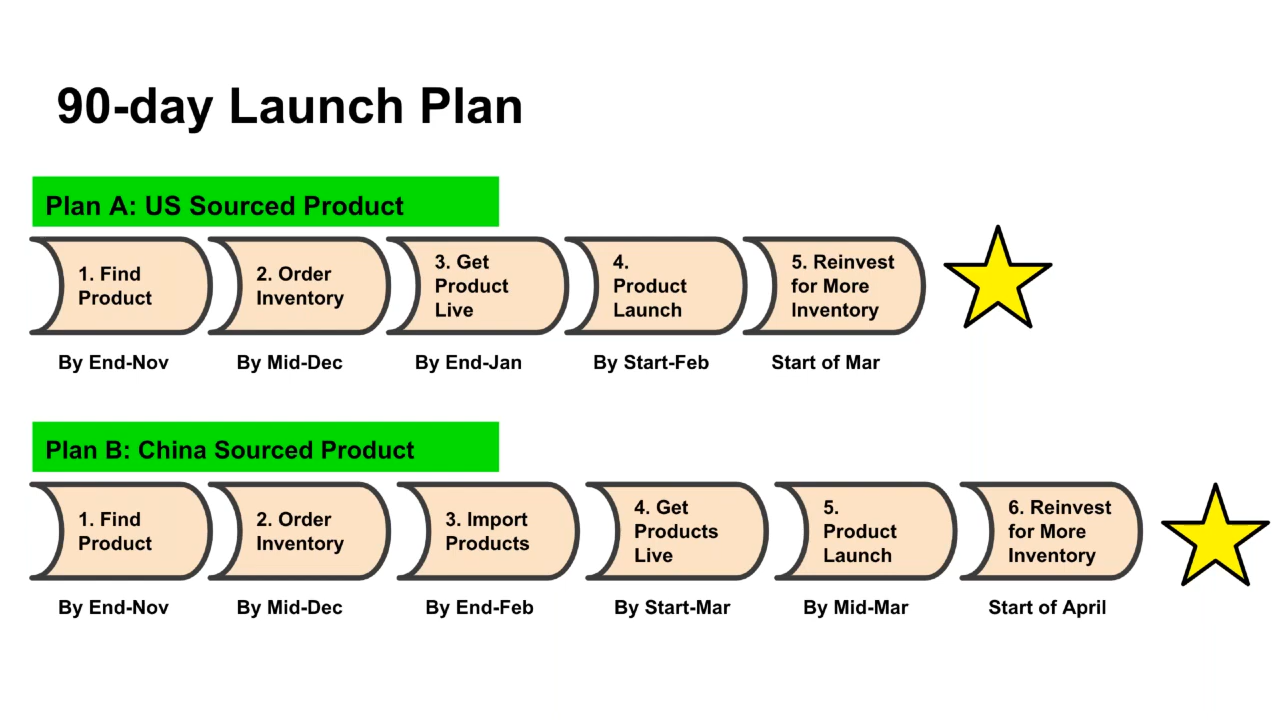 90-day Launch Plan
Plan A: US Sourced Product
1. Find
Product
2. Order
Inventory
3. Get
Product
Live
4.
Product
Launch
5. Reinvest
for More
Inventory
By End-Nov
By Mid-Dec
By End-Jan
By Start-Feb
Start of Mar
Plan B: China Sourced Product
1. Find
Product
2. Order
Inventory
3. Import
Products
4. Get
Products
Live
5.
Product
Launch
6. Reinvest
for More
Inventory
By End-Nov
By Mid-Dec
By End-Feb
By Start-Mar
By Mid-Mar
Start of April